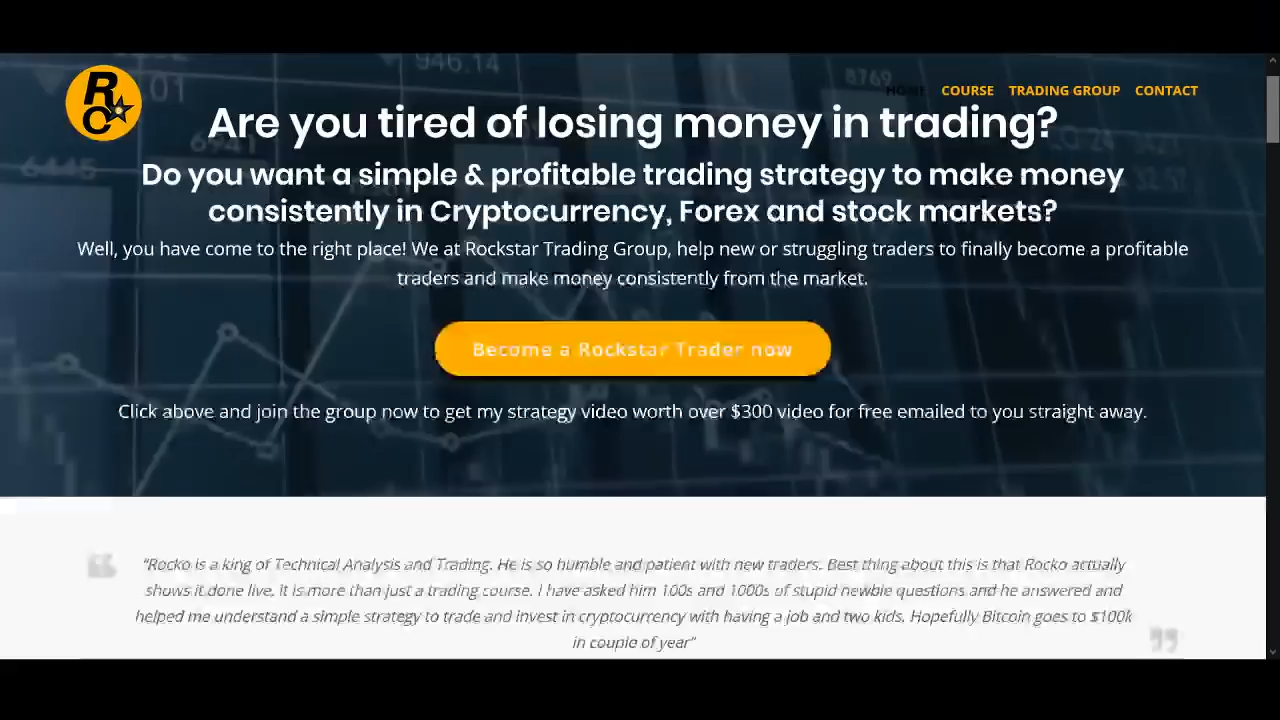 946.14
8769
01
HOME COURSE TRADING GROUP CONTACT
RC
Are you tired of losing money in trading?
6941
6445
Do you want a simple & profitable trading strategy to make money
consistently in Cryptocurrency, Forex and stock markets?
Well, you have come to the right place! We at Rockstar Trading Group, help new or struggling traders to finally become a profitable
traders and make money consistently from the market.
Become a Rockstar Trader now
Click above and join the group now to get my strategy video worth over $300 video for free emailed to you straight away.
"Rocko is a king of Technical Analysis and Trading. He is so humble and patient with new traders. Best thing about this is that Rocko actually
shows it done live. It is more than just a trading course. I have asked him 100s and 1000s of stupid newbie questions and he answered and
helped me understand a simple strategy to trade and invest in cryptocurrency with having a job and two kids. Hopefully Bitcoin goes to $100k
in couple of year"